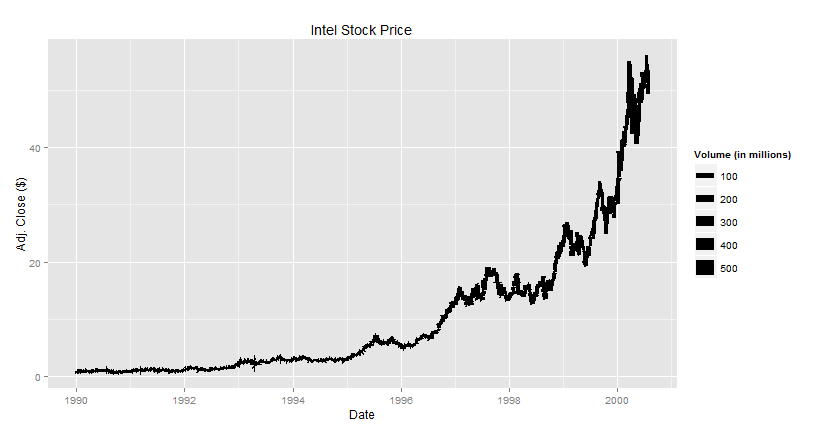 Intel Stock Price
Adj. Close ($)
40
20
0
1990 1992 1994 1996 1998 2000
Date
Volume (in millions)
100
200
300
400
500